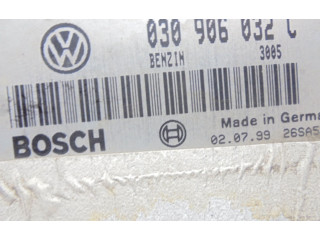 030 906 032 C
BENZIN 3005
BOSCH
Made in Germa
02.07.99 26SA5